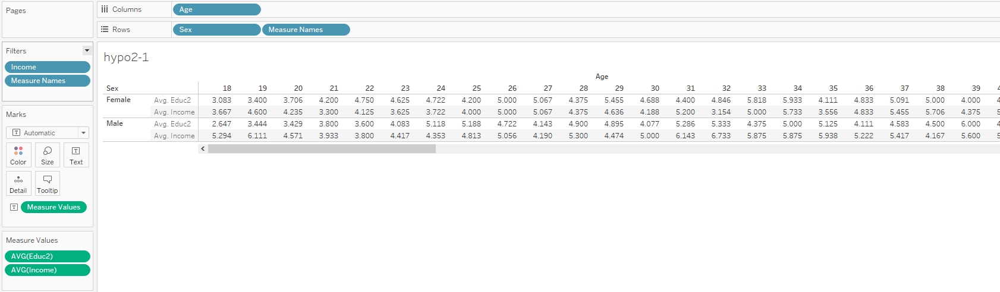 Pages
Columns Age
Rows Sex Measure Names
Filters
Income
Measure Names
Marks
Automatic
Color Size Text
Detail Tooltip
Measure Values
Measure Values
AVG(Educ2)
AVG(Income)
hypo2-1
Age
Sex 18 19 20 21 22 23 24 25 26 27 28 29 30 31 32 33 34 35 36 37 38 39
Female Avg. Educ2 3.083 3.400 3.706 4.200 4.750 4.625 4.722 4.200 5.000 5.067 4.375 5.455 4.688 4.400 4.846 5.818 5.933 4.111 4.833 5.091 5.000 4.000
Avg. Income 3.667 4.600 4.235 3.300 4.125 3.625 3.722 4.000 5.000 5.067 4.375 4.636 4.188 5.200 3.154 5.000 5.733 3.556 4.833 5.455 5.706 4.375
Male Avg. Educ2 2.647 3.444 3.429 3.800 3.600 4.083 5.118 5.188 4.722 4.143 4.900 4.895 4.077 5.286 5.333 4.375 5.000 5.125 4.111 4.583 4.500 6.000
Avg. Income 5.294 6.111 4.571 3.933 3.800 4.417 4.353 4.813 5.056 4.190 5.300 4.474 5.000 6.143 6.733 5.875 5.875 5.938 5.222 5.417 4.167 5.600